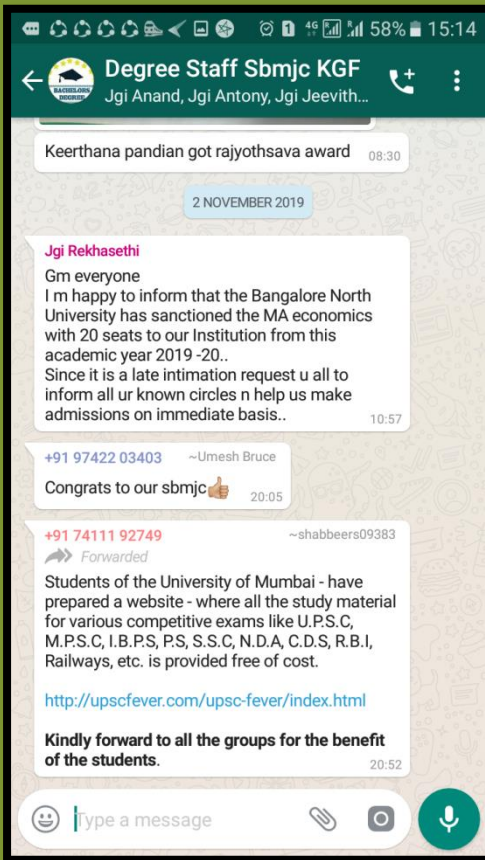 4G 58% 15:14
BACHELORS DEGREE
Degree Staff Sbmjc KGF
Jgi Anand, Jgi Antony, Jgi Jeevith...
Keerthana pandian got rajyothsava award 08:30
2 NOVEMBER 2019
Jgi Rekhasethi
Gm everyone
I m happy to inform that the Bangalore North
University has sanctioned the MA economics
with 20 seats to our Institution from this
academic year 2019 -20..
Since it is a late intimation request u all to
inform all ur known circles n help us make
admissions on immediate basis.. 10:57
+91 97422 03403 ~Umesh Bruce
Congrats to our sbmjc👍🏼 20:05
+91 74111 92749 ~shabbeers09383
Forwarded
Students of the University of Mumbai - have
prepared a website - where all the study material
for various competitive exams like U.P.S.C,
M.P.S.C, I.B.P.S, P.S, S.S.C, N.D.A, C.D.S, R.B.I,
Railways, etc. is provided free of cost.
http://upscfever.com/upsc-fever/index.html
Kindly forward to all the groups for the benefit
of the students. 20:52
Type a message